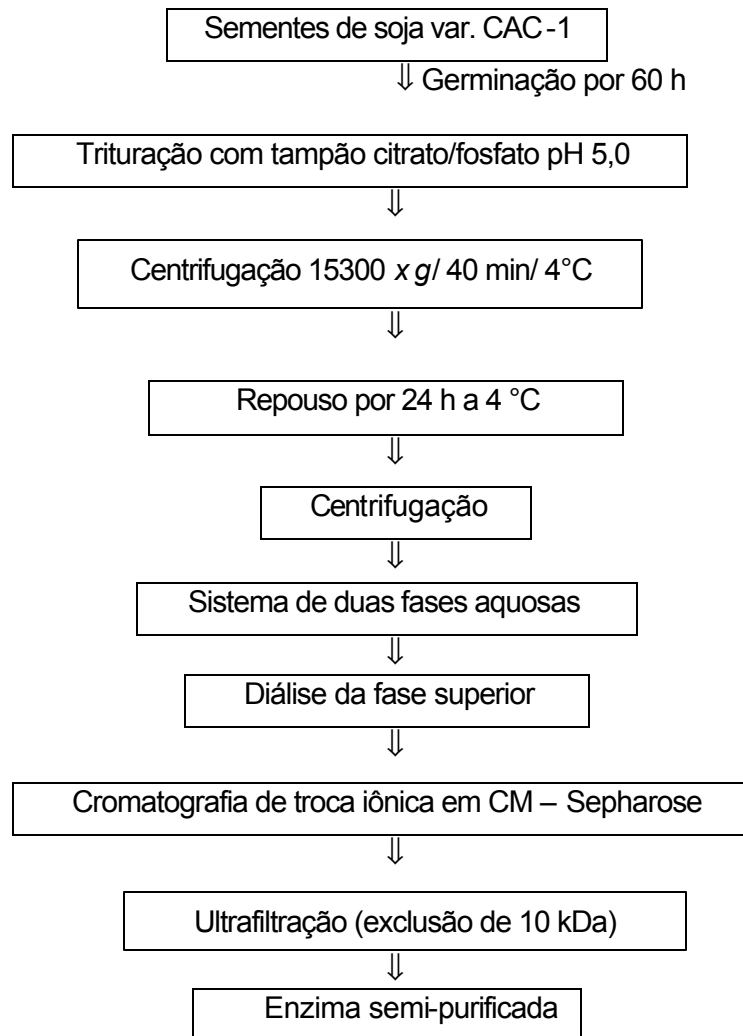 Sementes de soja var. CAC-1
⇓ Germinação por 60 h
Trituração com tampão citrato/fosfato pH 5,0
⇓
Centrifugação 15300 x g/ 40 min/ 4°C
⇓
Repouso por 24 h a 4 °C
⇓
Centrifugação
⇓
Sistema de duas fases aquosas
⇓
Diálise da fase superior
⇓
Cromatografia de troca iônica em CM – Sepharose
⇓
Ultrafiltração (exclusão de 10 kDa)
⇓
Enzima semi-purificada